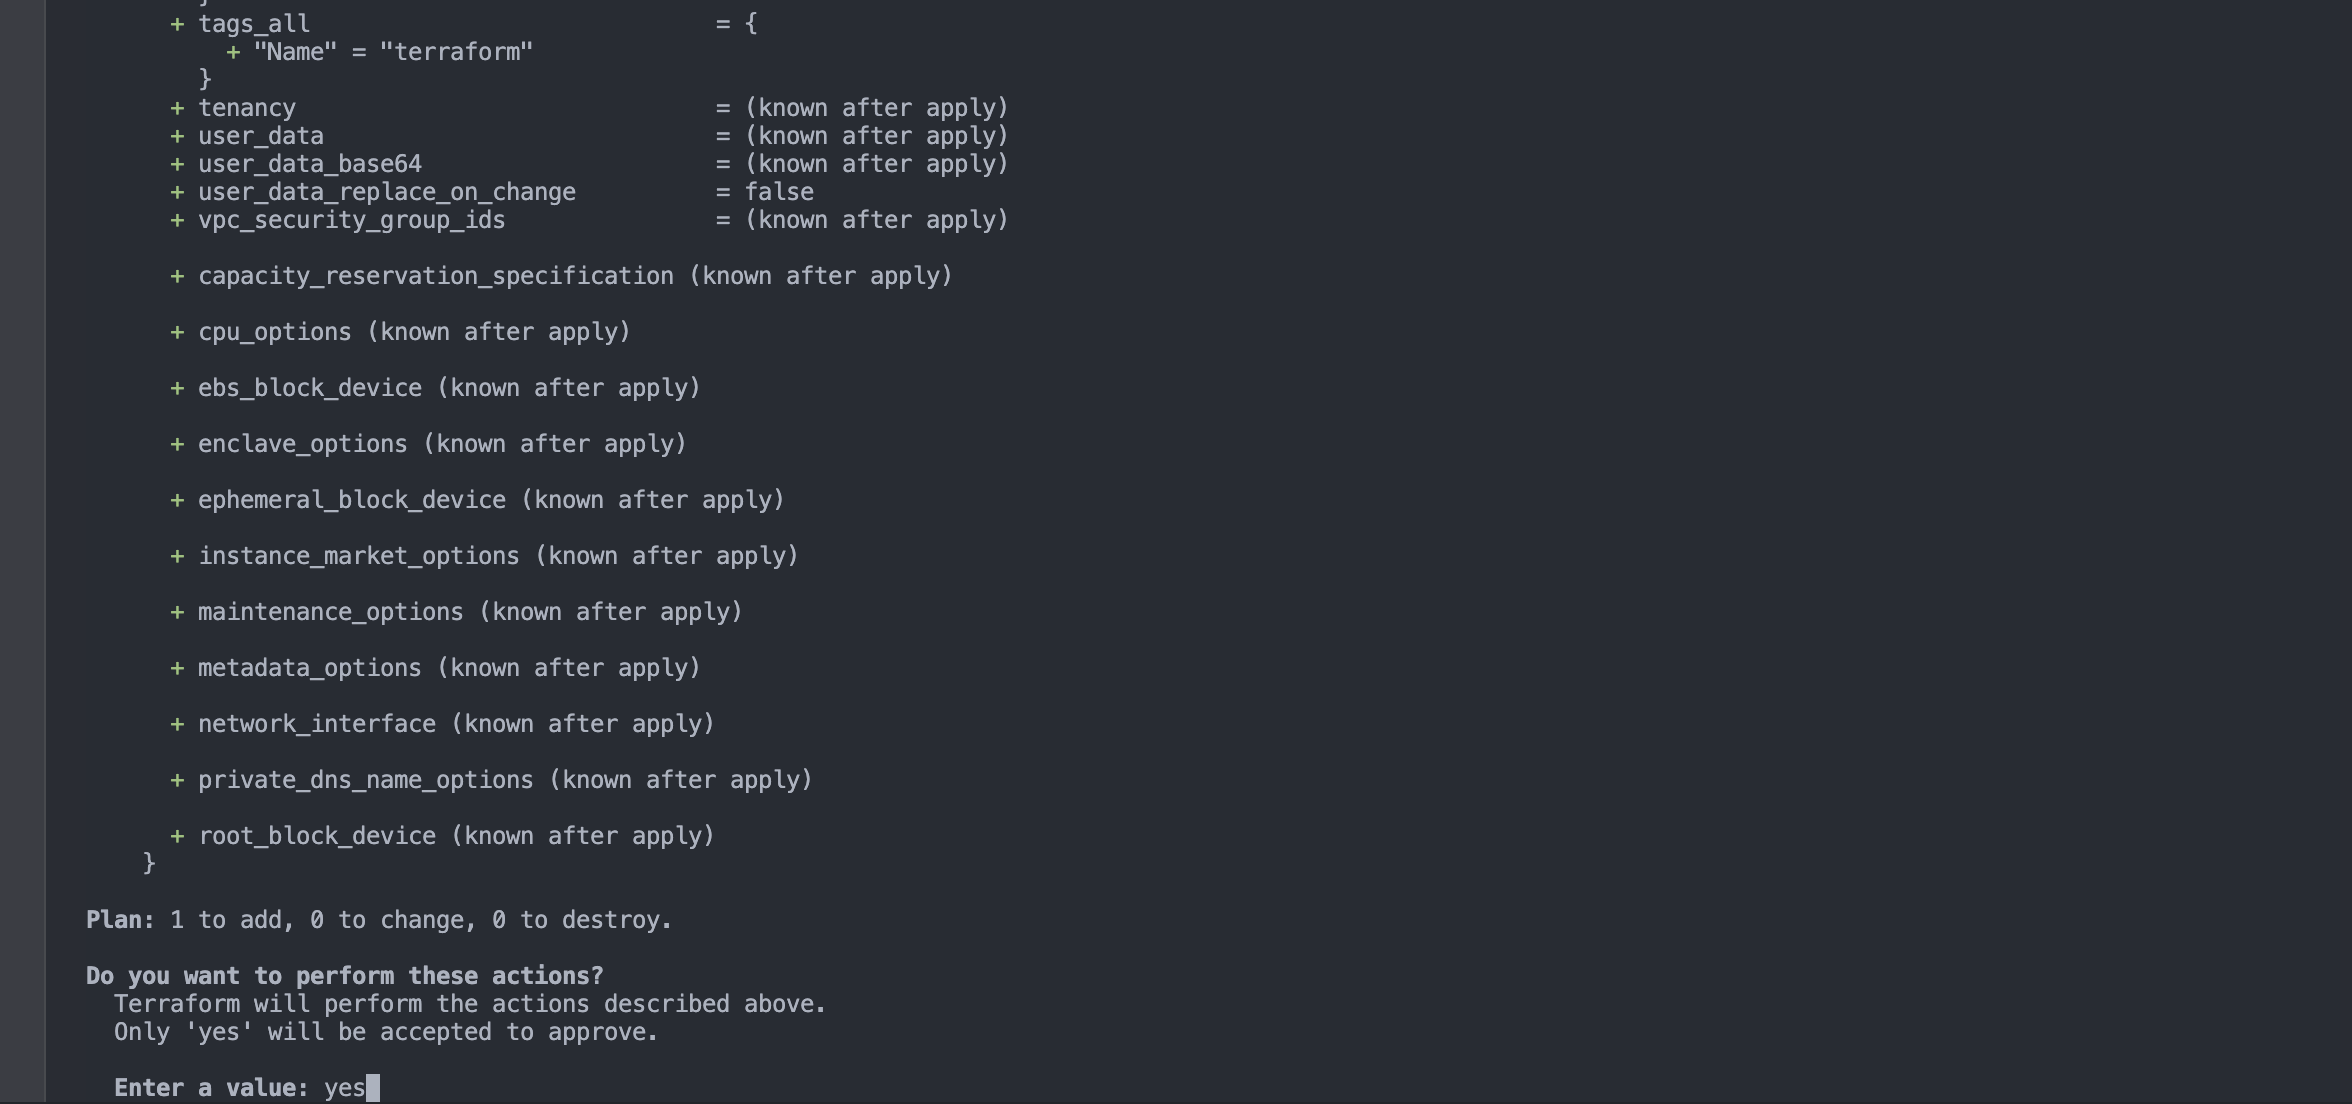 }
+ tags_all = {
+ "Name" = "terraform"
}
+ tenancy = (known after apply)
+ user_data = (known after apply)
+ user_data_base64 = (known after apply)
+ user_data_replace_on_change = false
+ vpc_security_group_ids = (known after apply)
+ capacity_reservation_specification (known after apply)
+ cpu_options (known after apply)
+ ebs_block_device (known after apply)
+ enclave_options (known after apply)
+ ephemeral_block_device (known after apply)
+ instance_market_options (known after apply)
+ maintenance_options (known after apply)
+ metadata_options (known after apply)
+ network_interface (known after apply)
+ private_dns_name_options (known after apply)
+ root_block_device (known after apply)
}
Plan: 1 to add, 0 to change, 0 to destroy.
Do you want to perform these actions?
Terraform will perform the actions described above.
Only 'yes' will be accepted to approve.
Enter a value: yes